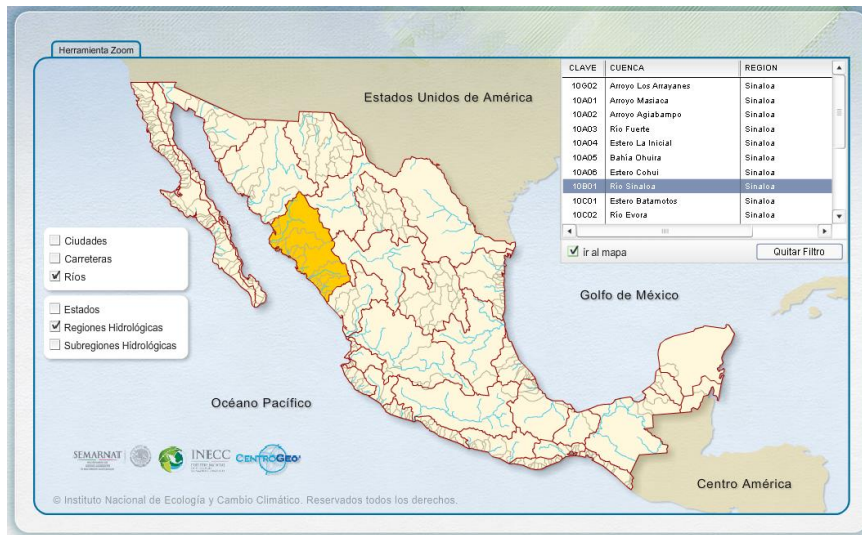 Herramienta Zoom
Estados Unidos de América
CLAVE CUENCA REGION
10G02 Arroyo Los Arrayanes Sinaloa
10A01 Arroyo Masiaca Sinaloa
10A02 Arroyo Agiabampo Sinaloa
10A03 Río Fuerte Sinaloa
10A04 Estero La Inicial Sinaloa
10A05 Bahía Ohuira Sinaloa
10A06 Estero Cohui Sinaloa
10B01 Río Sinaloa Sinaloa
10C01 Estero Batamotos Sinaloa
10C02 Río Evora Sinaloa
ir al mapa Quitar Filtro
Ciudades
Carreteras
Ríos
Estados
Regiones Hidrológicas
Subregiones Hidrológicas
Golfo de México
Océano Pacífico
SEMARNAT
INECC
CENTROGEO
Centro América
© Instituto Nacional de Ecología y Cambio Climático. Reservados todos los derechos.